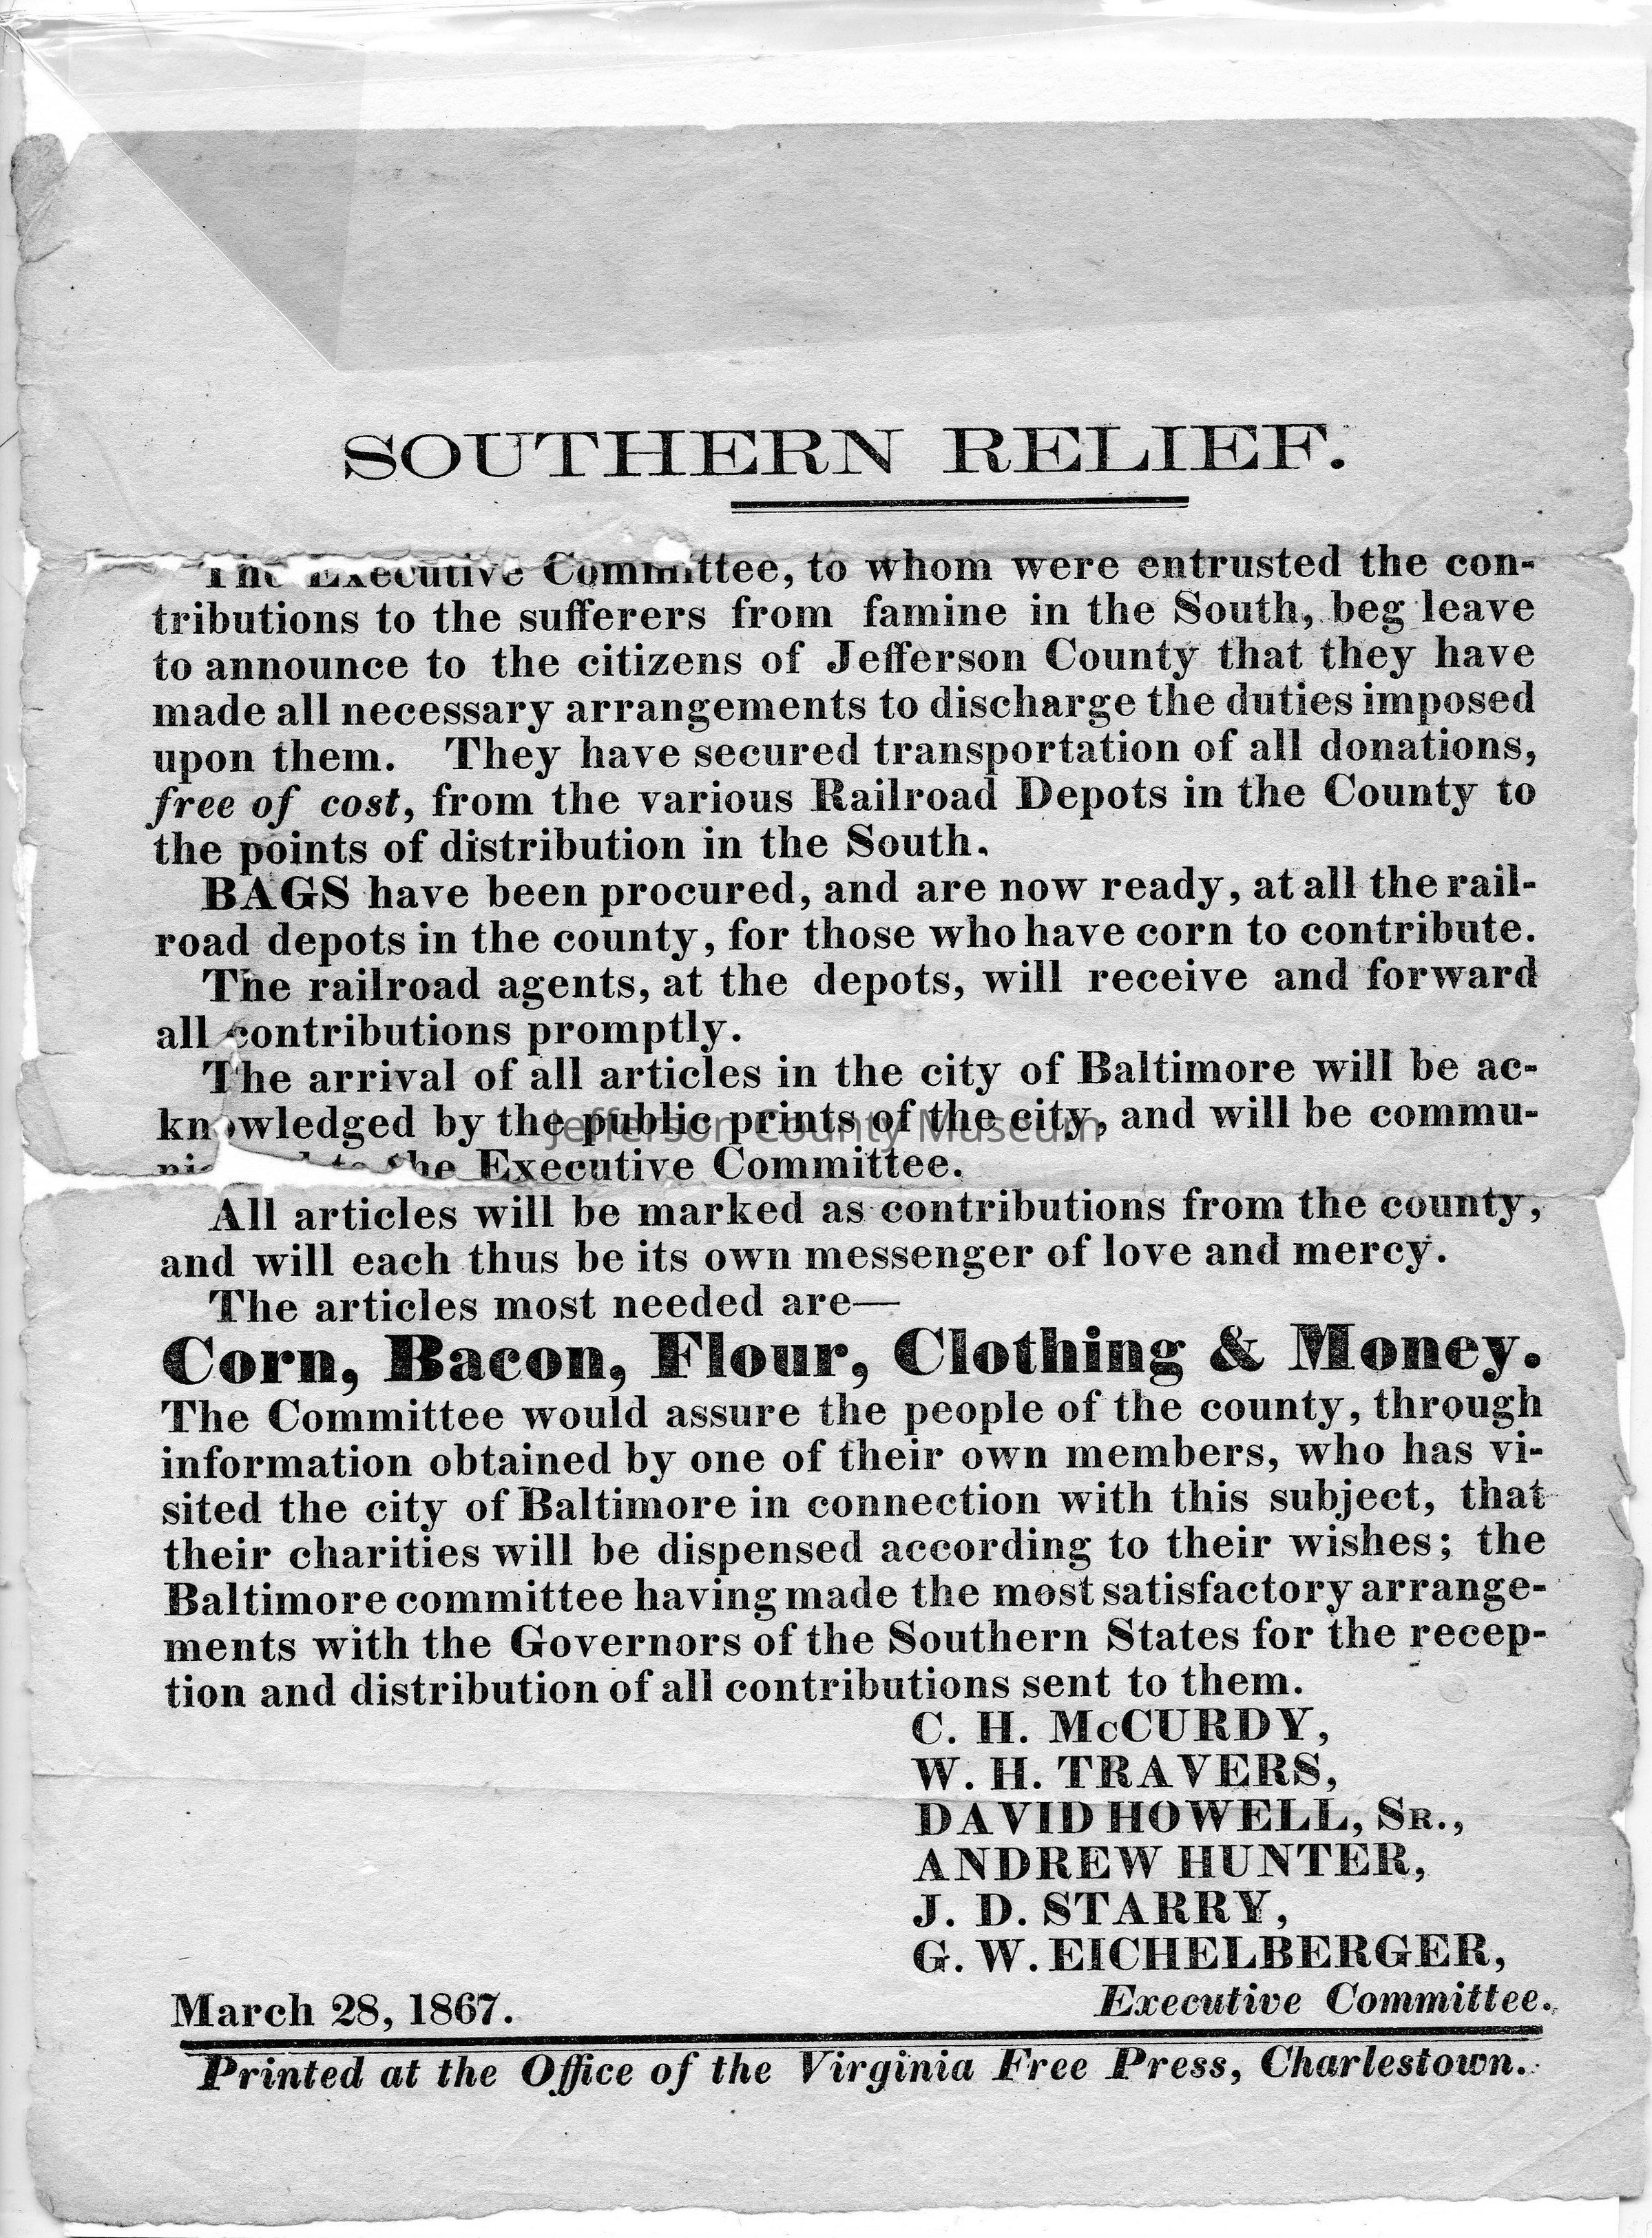 SOUTHERN RELIEF.
The Executive Committee, to whom were entrusted the con-
tributions to the sufferers from famine in the South, beg leave
to announce to the citizens of Jefferson County that they have
made all necessary arrangements to discharge the duties imposed
upon them. They have secured transportation of all donations,
free of cost, from the various Railroad Depots in the County to
the points of distribution in the South.
BAGS have been procured, and are now ready, at all the rail-
road depots in the county, for those who have corn to contribute.
The railroad agents, at the depots, will receive and forward
all contributions promptly.
The arrival of all articles in the city of Baltimore will be ac-
knowledged by the public prints of the city, and will be commu-
Jefferson County Museum
to the Executive Committee.
All articles will be marked as contributions from the county,
and will each thus be its own messenger of love and mercy.
The articles most needed are—
Corn, Bacon, Flour, Clothing & Money.
The Committee would assure the people of the county, through
information obtained by one of their own members, who has vi-
sited the city of Baltimore in connection with this subject, that
their charities will be dispensed according to their wishes; the
Baltimore committee having made the most satisfactory arrange-
ments with the Governors of the Southern States for the recep-
tion and distribution of all contributions sent to them.
C. H. McCURDY,
W. H. TRAVERS,
DAVID HOWELL, SR.,
ANDREW HUNTER,
J. D. STARRY,
G. W. EICHELBERGER,
March 28, 1867. Executive Committee.
Printed at the Office of the Virginia Free Press, Charlestown.